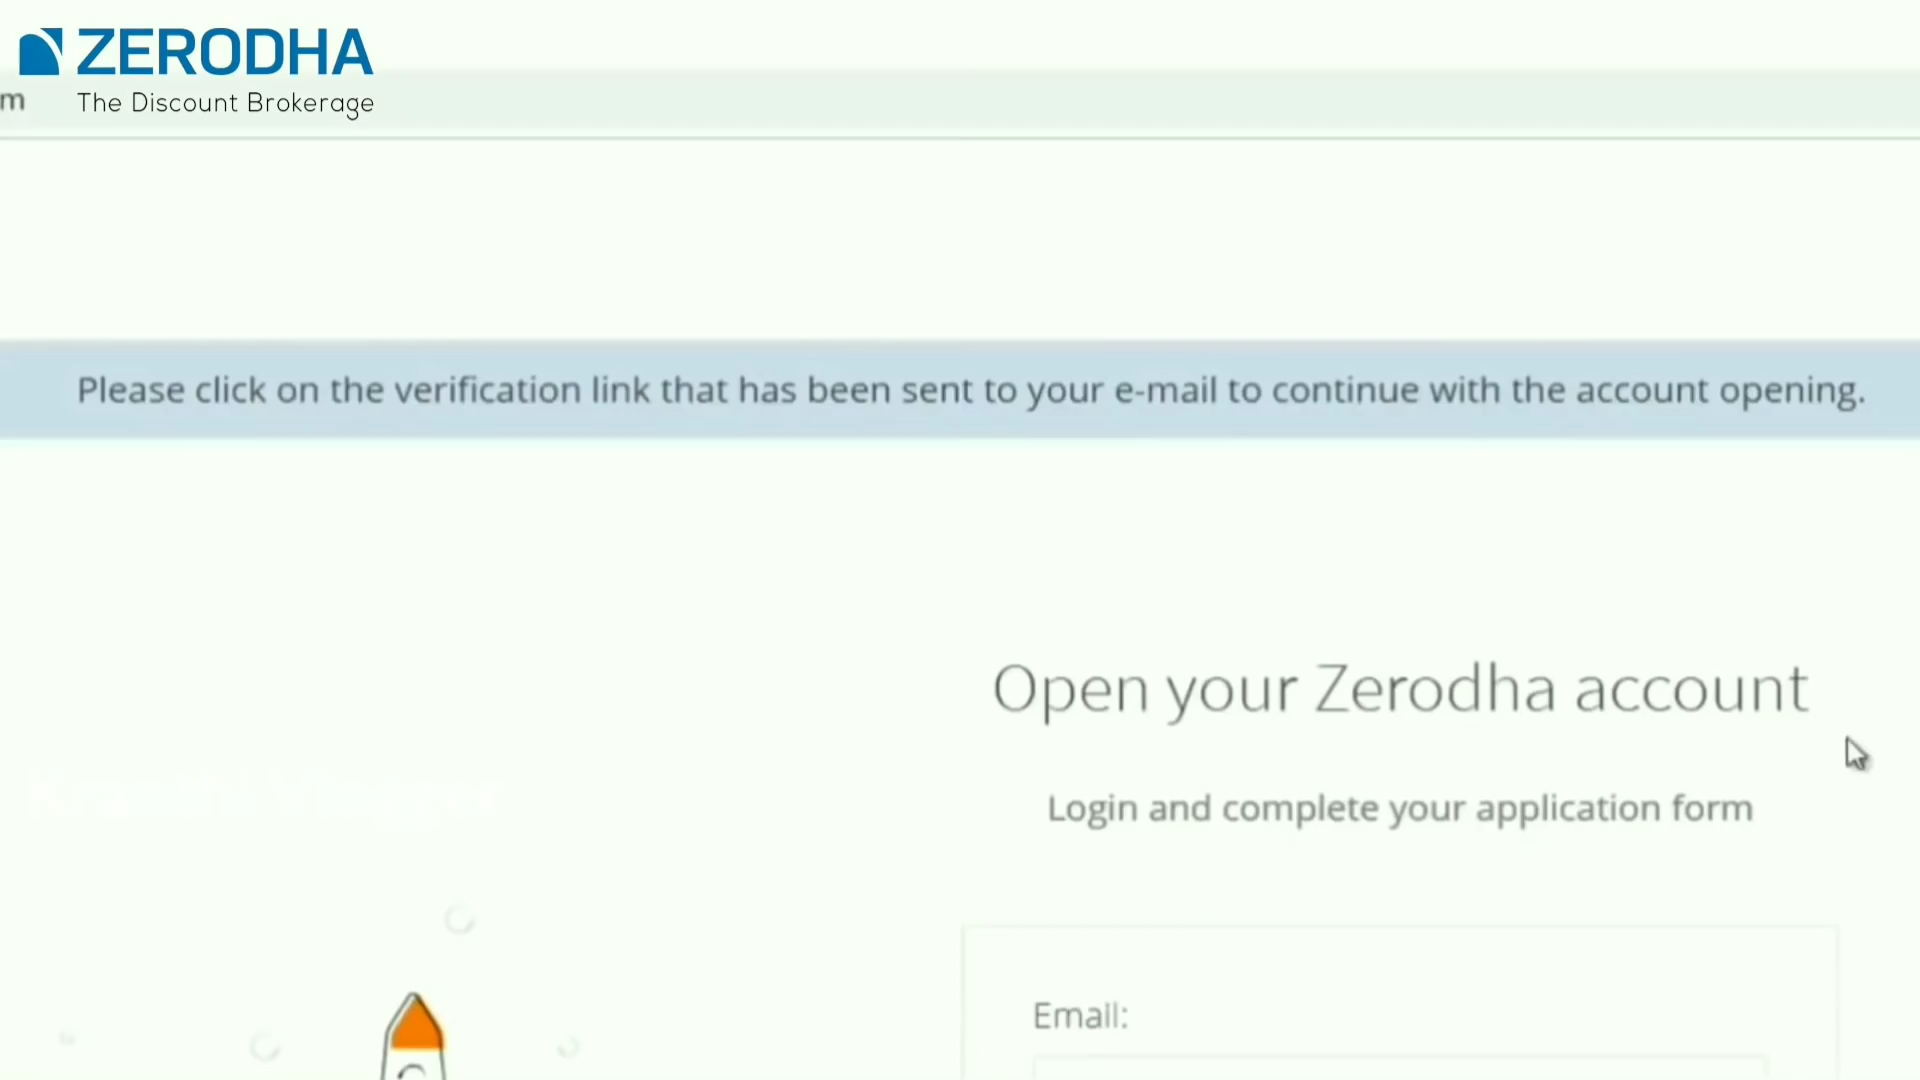 ZERODHA
m
The Discount Brokerage
Please click on the verification link that has been sent to your e-mail to continue with the account opening.
Open your Zerodha account
Login and complete your application form
Email: